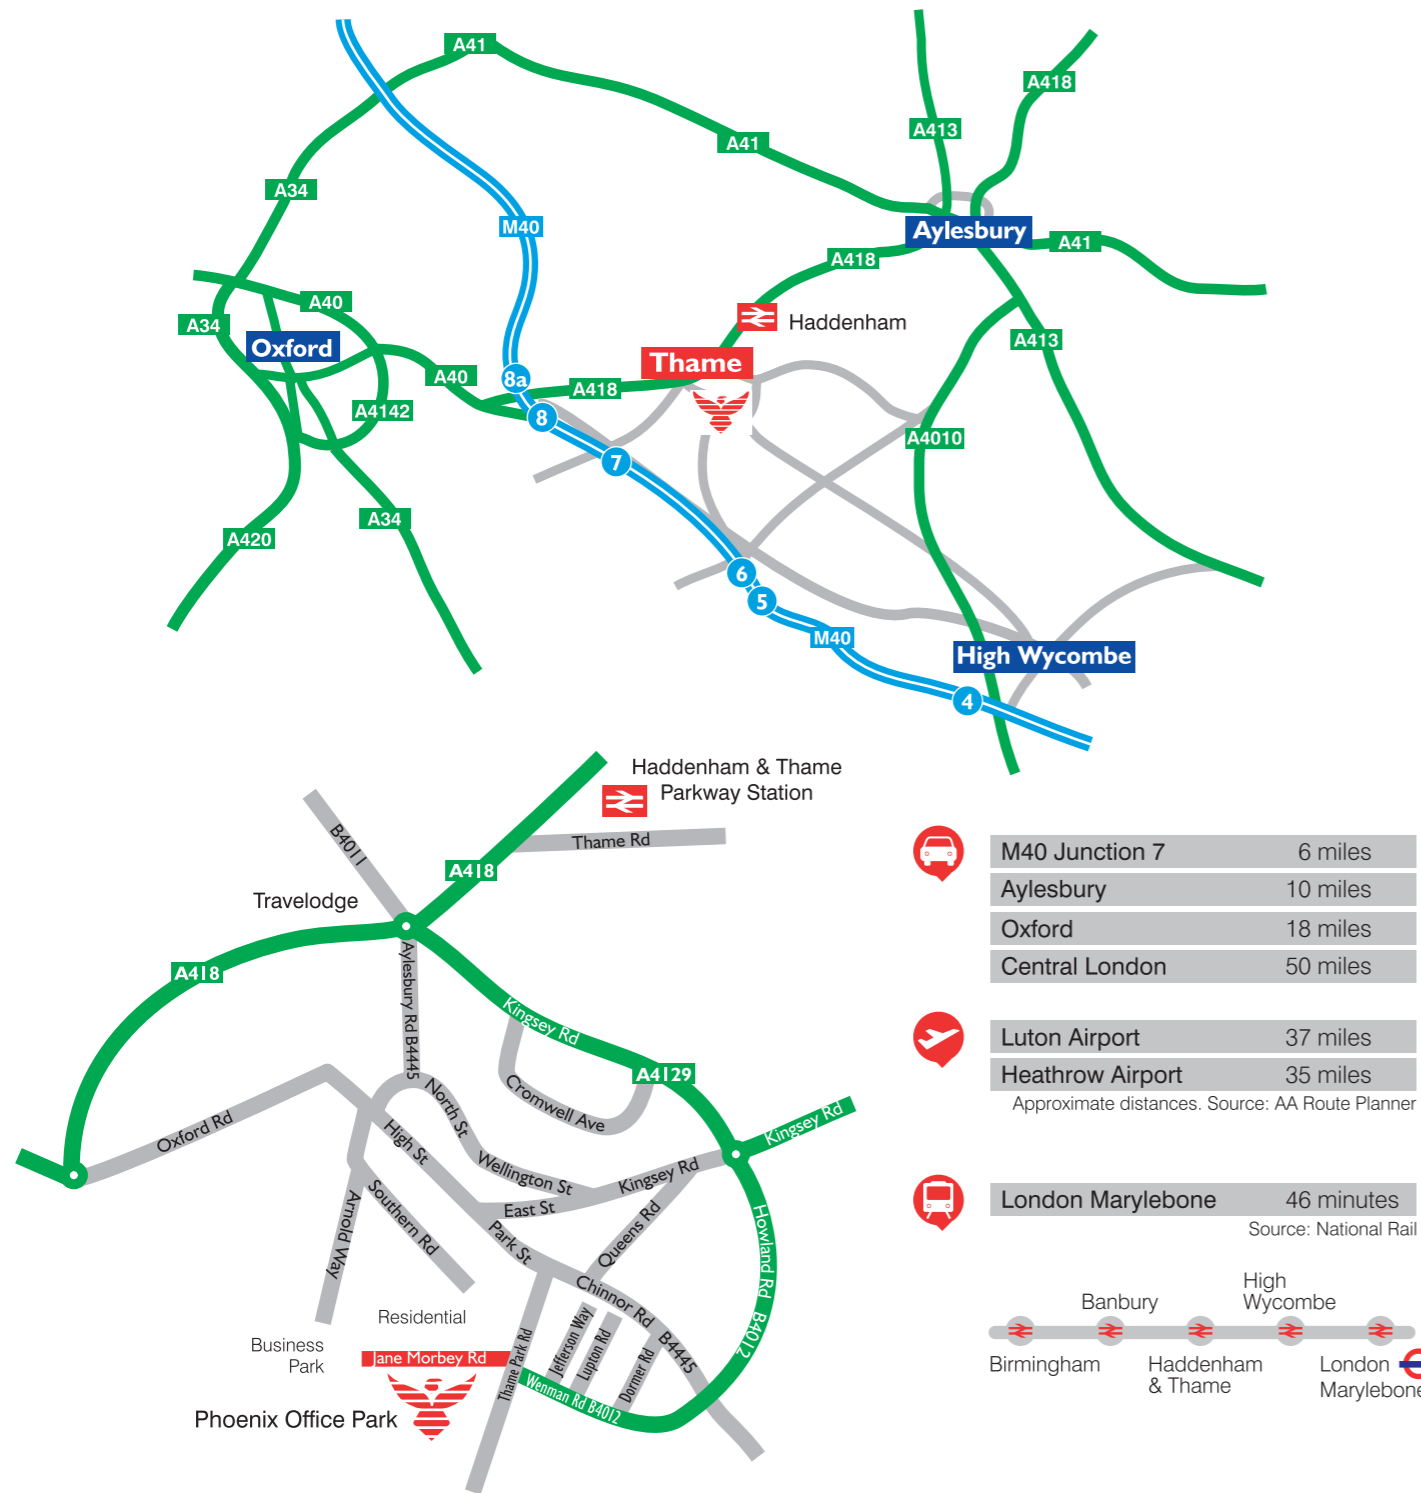 A41
A418
A413
A41
A34
M40
Aylesbury
A41
A418
A40
Haddenham
A34
Oxford
A413
Thame
A40
8a
A418
A4142
8
A4010
7
A34
A420
6
5
M40
High Wycombe
4
Haddenham & Thame
Parkway Station
B4011
Thame Rd
A418
Travelodge
A418
Aylesbury Rd B4445
Kingsey Rd
A4129
Cromwell Ave
North St
Kingsey Rd
Oxford Rd
High St
Wellington St
Kingsey Rd
East St
Arnold Way
Southern Rd
Park St
Queens Rd
Howland Rd B4012
Chinnor Rd B4445
Residential
Business
Park
Jane Morbey Rd
Thame Park Rd
Jefferson Way
Lupton Rd
Dormer Rd
Wenman Rd B4012
Phoenix Office Park
M40 Junction 7 6 miles
Aylesbury 10 miles
Oxford 18 miles
Central London 50 miles
Luton Airport 37 miles
Heathrow Airport 35 miles
Approximate distances. Source: AA Route Planner
London Marylebone 46 minutes
Source: National Rail
High
Wycombe
Banbury
Birmingham
Haddenham
& Thame
London
Marylebone